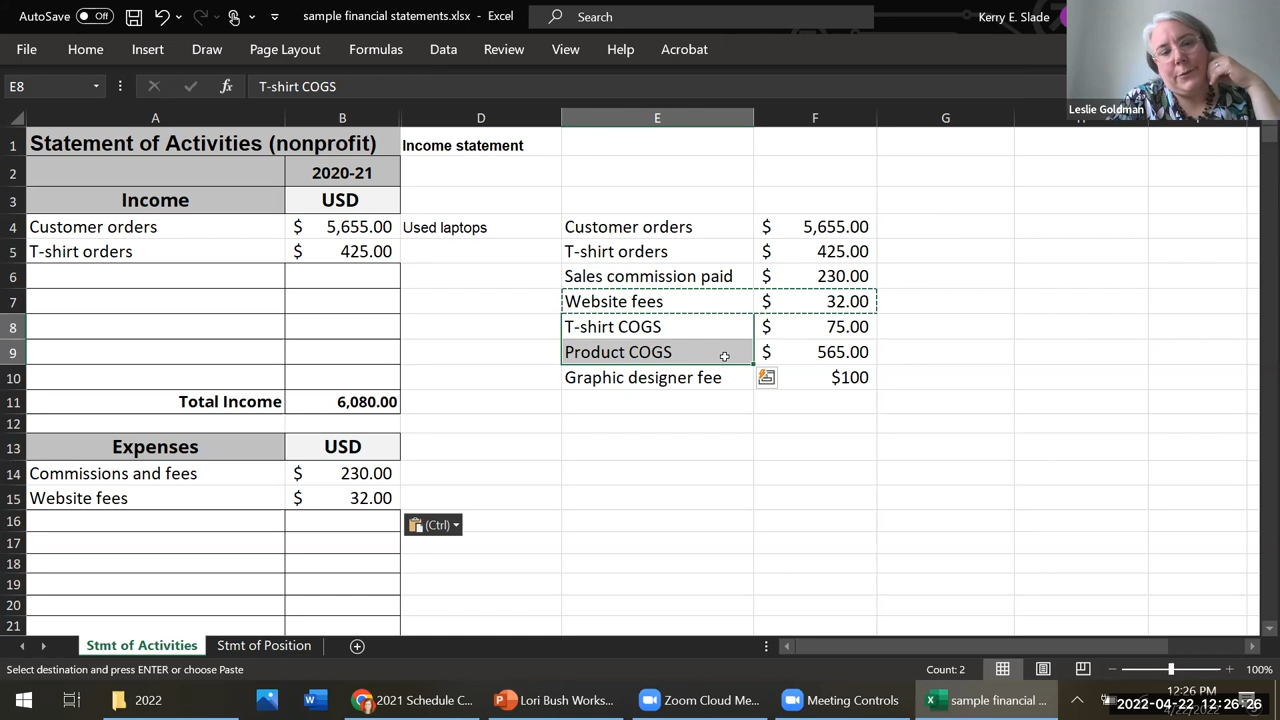 AutoSave Off sample financial statements.xlsx - Excel Search Kerry E. Slade
File Home Insert Draw Page Layout Formulas Data Review View Help Acrobat
Leslie Goldman
E8 fx T-shirt COGS
A B D E F G
1 Statement of Activities (nonprofit) Income statement
2 2020-21
3 Income USD
4 Customer orders $ 5,655.00 Used laptops Customer orders $ 5,655.00
5 T-shirt orders $ 425.00 T-shirt orders $ 425.00
6 Sales commission paid $ 230.00
7 Website fees $ 32.00
8 T-shirt COGS $ 75.00
9 Product COGS $ 565.00
10 Graphic designer fee $100
11 Total Income 6,080.00
12
13 Expenses USD
14 Commissions and fees $ 230.00
15 Website fees $ 32.00
16 (Ctrl)
17
18
19
20
21
Stmt of Activities Stmt of Position
Select destination and press ENTER or choose Paste Count: 2 100%
2022 2021 Schedule C... Lori Bush Works... Zoom Cloud Me... Meeting Controls sample financial ...
12:26 PM
2022-04-22 12:26:26